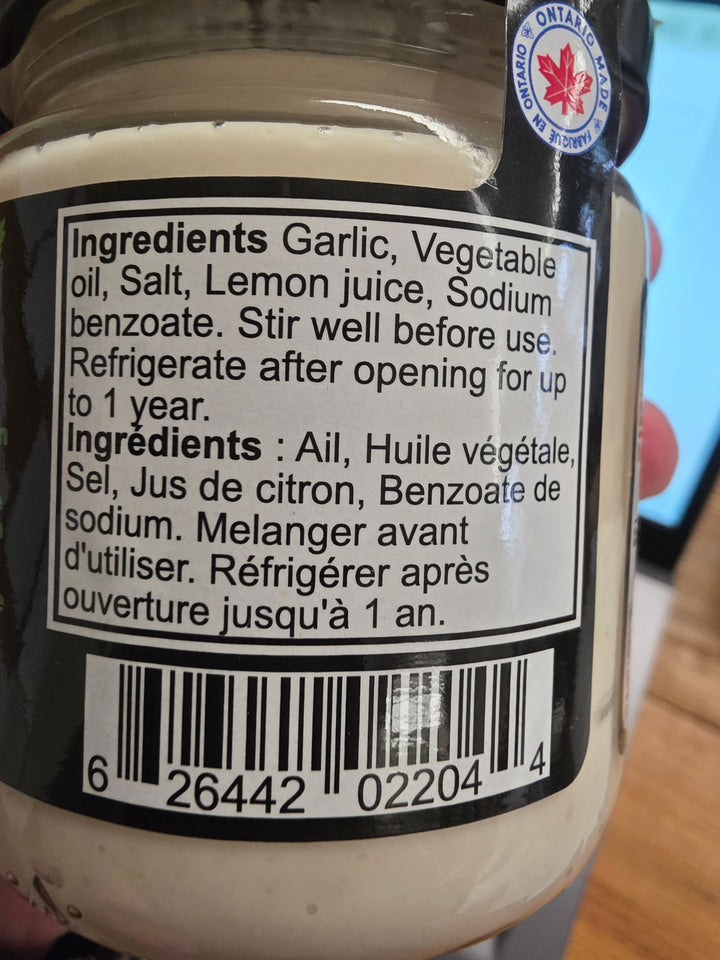 ONTARIO MADE
FABRIQUÉ EN ONTARIO
Ingredients Garlic, Vegetable
oil, Salt, Lemon juice, Sodium
benzoate. Stir well before use.
Refrigerate after opening for up
to 1 year.
Ingrédients : Ail, Huile végétale,
Sel, Jus de citron, Benzoate de
sodium. Melanger avant
d'utiliser. Réfrigérer après
ouverture jusqu'à 1 an.
6 26442 02204 4